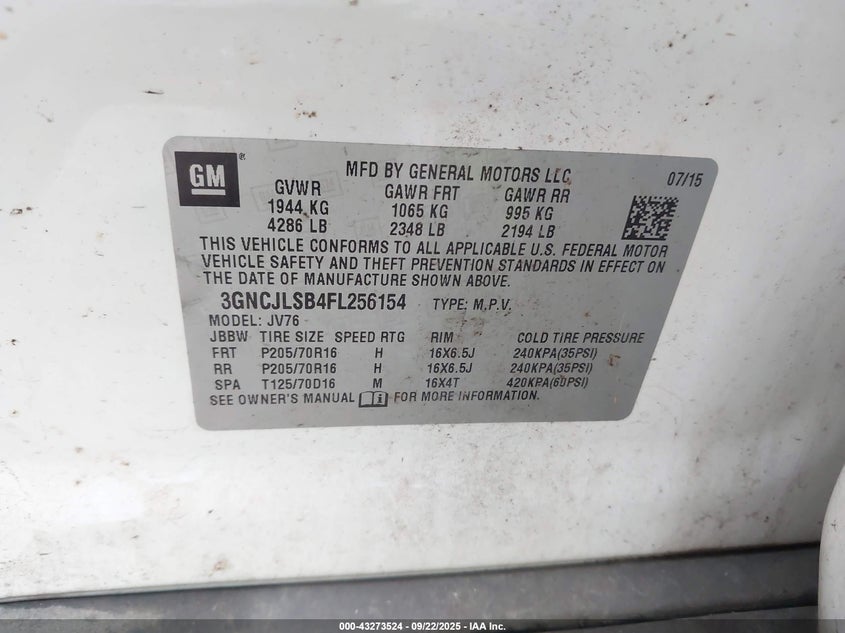 GM ®
MFD BY GENERAL MOTORS LLC 07/15
GVWR GAWR FRT GAWR RR
1944 KG 1065 KG 995 KG
4286 LB 2348 LB 2194 LB
THIS VEHICLE CONFORMS TO ALL APPLICABLE U.S. FEDERAL MOTOR
VEHICLE SAFETY AND THEFT PREVENTION STANDARDS IN EFFECT ON
THE DATE OF MANUFACTURE SHOWN ABOVE.
3GNCJLSB4FL256154 TYPE: M.P.V.
MODEL: JV76
JBBW TIRE SIZE SPEED RTG RIM COLD TIRE PRESSURE
FRT P205/70R16 H 16X6.5J 240KPA(35PSI)
RR P205/70R16 H 16X6.5J 240KPA(35PSI)
SPA T125/70D16 M 16X4T 420KPA(60PSI)
SEE OWNER'S MANUAL i FOR MORE INFORMATION.
000-43273524 - 09/22/2025 - IAA Inc.